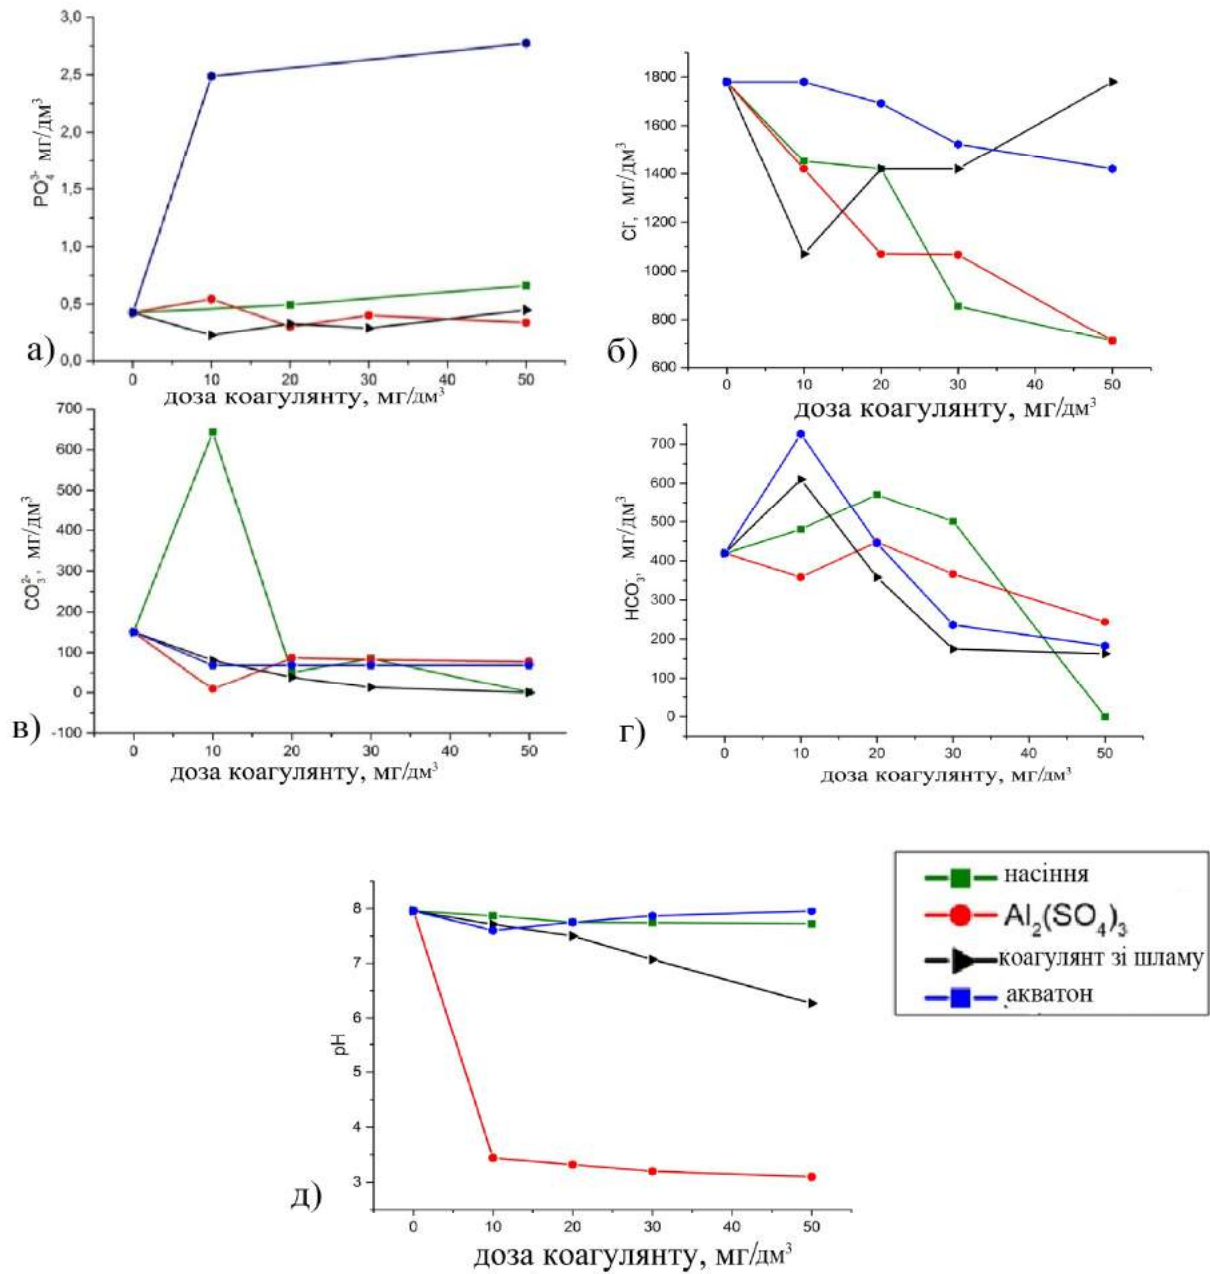 3,0
2,5
2,0
1,5
1,0
0,5
0,0
PO₄³⁻ мг/дм³
а)
0 10 20 30 40 50
доза коагулянту, мг/дм³
1800
1600
1400
1200
1000
800
600
Cl⁻, мг/дм³
б)
0 10 20 30 40 50
доза коагулянту, мг/дм³
700
600
500
400
300
200
100
0
-100
CO₃²⁻, мг/дм³
в)
0 10 20 30 40 50
доза коагулянту, мг/дм³
700
600
500
400
300
200
100
0
HCO₃⁻, мг/дм³
г)
0 10 20 30 40 50
доза коагулянту, мг/дм³
8
7
6
5
4
3
pH
д)
0 10 20 30 40 50
доза коагулянту, мг/дм³
насіння
Al₂(SO₄)₃
коагулянт зі шламу
акватон